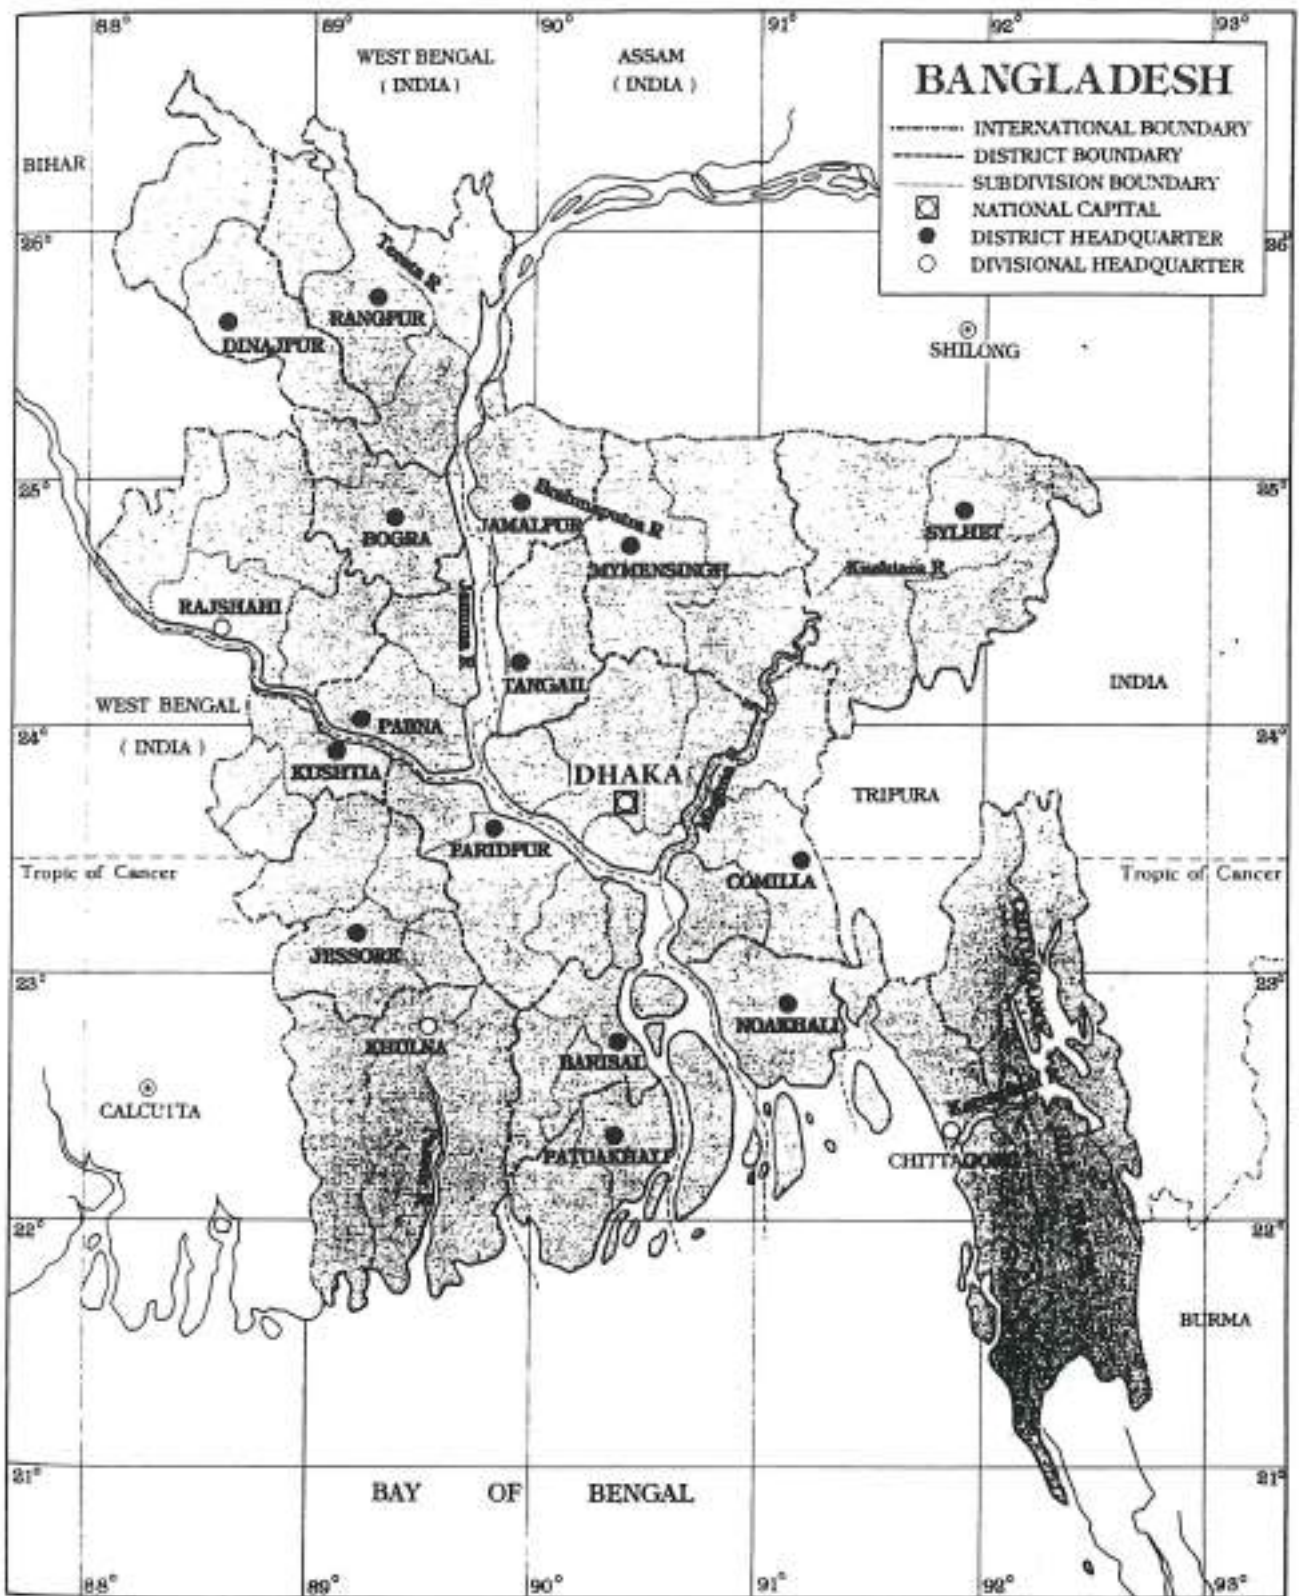 88° 89° 90° 91° 92° 93°
WEST BENGAL
( INDIA )
ASSAM
( INDIA )
BANGLADESH
INTERNATIONAL BOUNDARY
DISTRICT BOUNDARY
SUBDIVISION BOUNDARY
NATIONAL CAPITAL
DISTRICT HEADQUARTER
DIVISIONAL HEADQUARTER
BIHAR
26° 26°
Teesta R
RANGPUR
DINAJPUR
SHILONG
25° 25°
BOGRA
JAMALPUR
Brahmaputra R
MYMENSINGH
SYLHET
Kushiara R
RAJSHAHI
Jamuna R
TANGAIL
INDIA
WEST BENGAL
( INDIA )
PABNA
24° 24°
KUSHTIA
DHAKA
TRIPURA
FARIDPUR
Tropic of Cancer
COMILLA
Tropic of Cancer
JESSORE
CHITTAGONG
23° 23°
NOAKHALI
KHULNA
BARISAL
CALCUITA
PATUAKHALI
CHITTAGONG
HILL
22° 22°
BURMA
21° 21°
BAY OF BENGAL
88° 89° 90° 91° 92° 93°